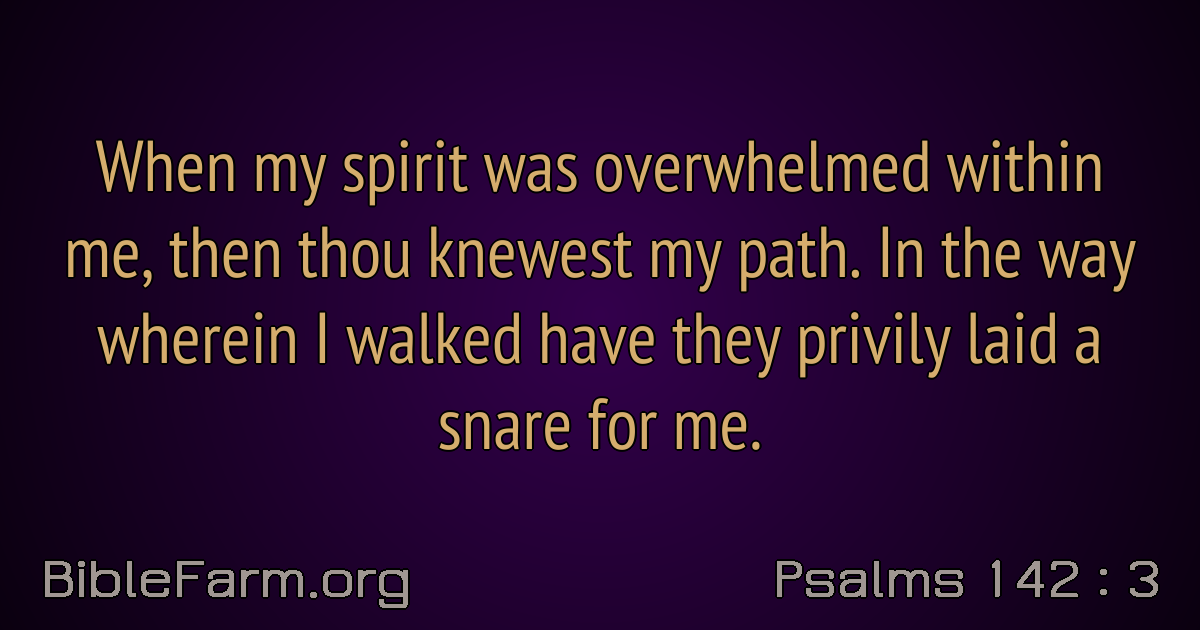 When my spirit was overwhelmed within
me, then thou knewest my path. In the way
wherein I walked have they privily laid a
snare for me.
BibleFarm.org
Psalms 142 : 3